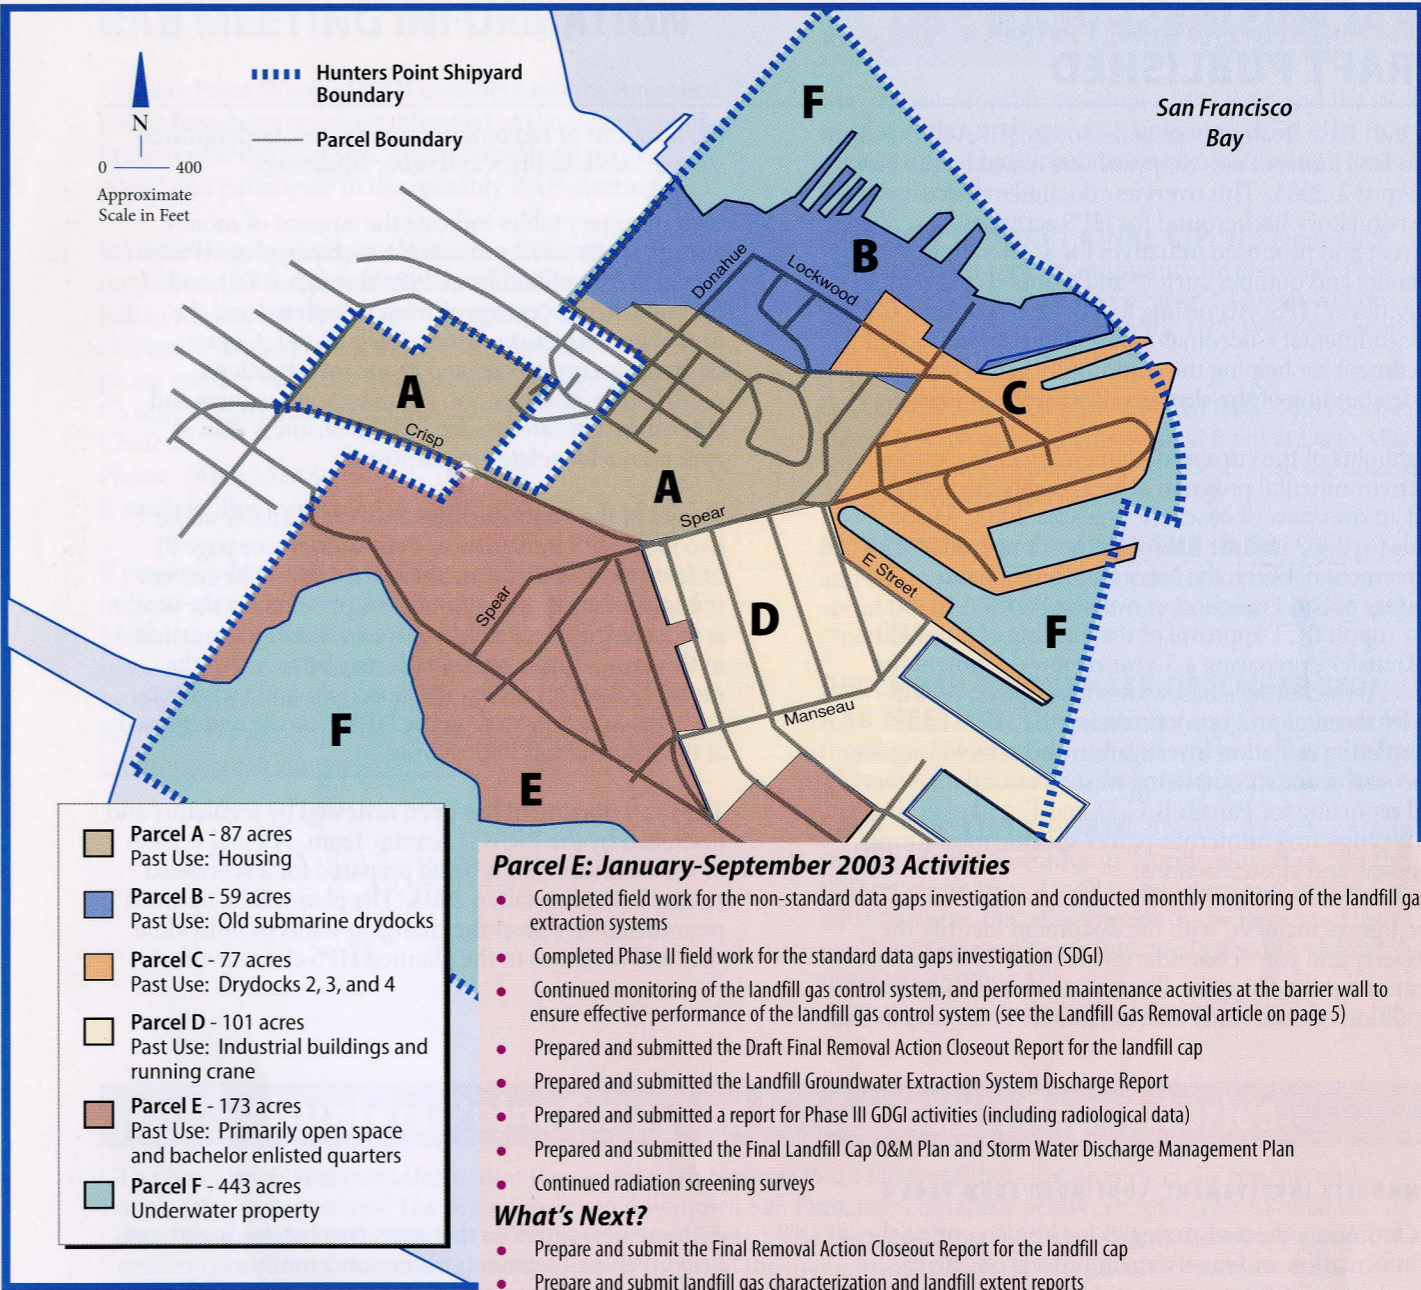 Hunters Point Shipyard
Boundary
Parcel Boundary
N
0 400
Approximate
Scale in Feet
San Francisco
Bay
F
B
Donahue
Lockwood
A
Crisp
C
A
Spear
E Street
D
F
Spear
Manseau
F
E
Parcel A - 87 acres
Past Use: Housing
Parcel B - 59 acres
Past Use: Old submarine drydocks
Parcel C - 77 acres
Past Use: Drydocks 2, 3, and 4
Parcel D - 101 acres
Past Use: Industrial buildings and
running crane
Parcel E - 173 acres
Past Use: Primarily open space
and bachelor enlisted quarters
Parcel F - 443 acres
Underwater property
Parcel E: January-September 2003 Activities
• Completed field work for the non-standard data gaps investigation and conducted monthly monitoring of the landfill ga
extraction systems
• Completed Phase II field work for the standard data gaps investigation (SDGI)
• Continued monitoring of the landfill gas control system, and performed maintenance activities at the barrier wall to
ensure effective performance of the landfill gas control system (see the Landfill Gas Removal article on page 5)
• Prepared and submitted the Draft Final Removal Action Closeout Report for the landfill cap
• Prepared and submitted the Landfill Groundwater Extraction System Discharge Report
• Prepared and submitted a report for Phase III GDGI activities (including radiological data)
• Prepared and submitted the Final Landfill Cap O&M Plan and Storm Water Discharge Management Plan
• Continued radiation screening surveys
What's Next?
• Prepare and submit the Final Removal Action Closeout Report for the landfill cap
• Prepare and submit landfill gas characterization and landfill extent reports